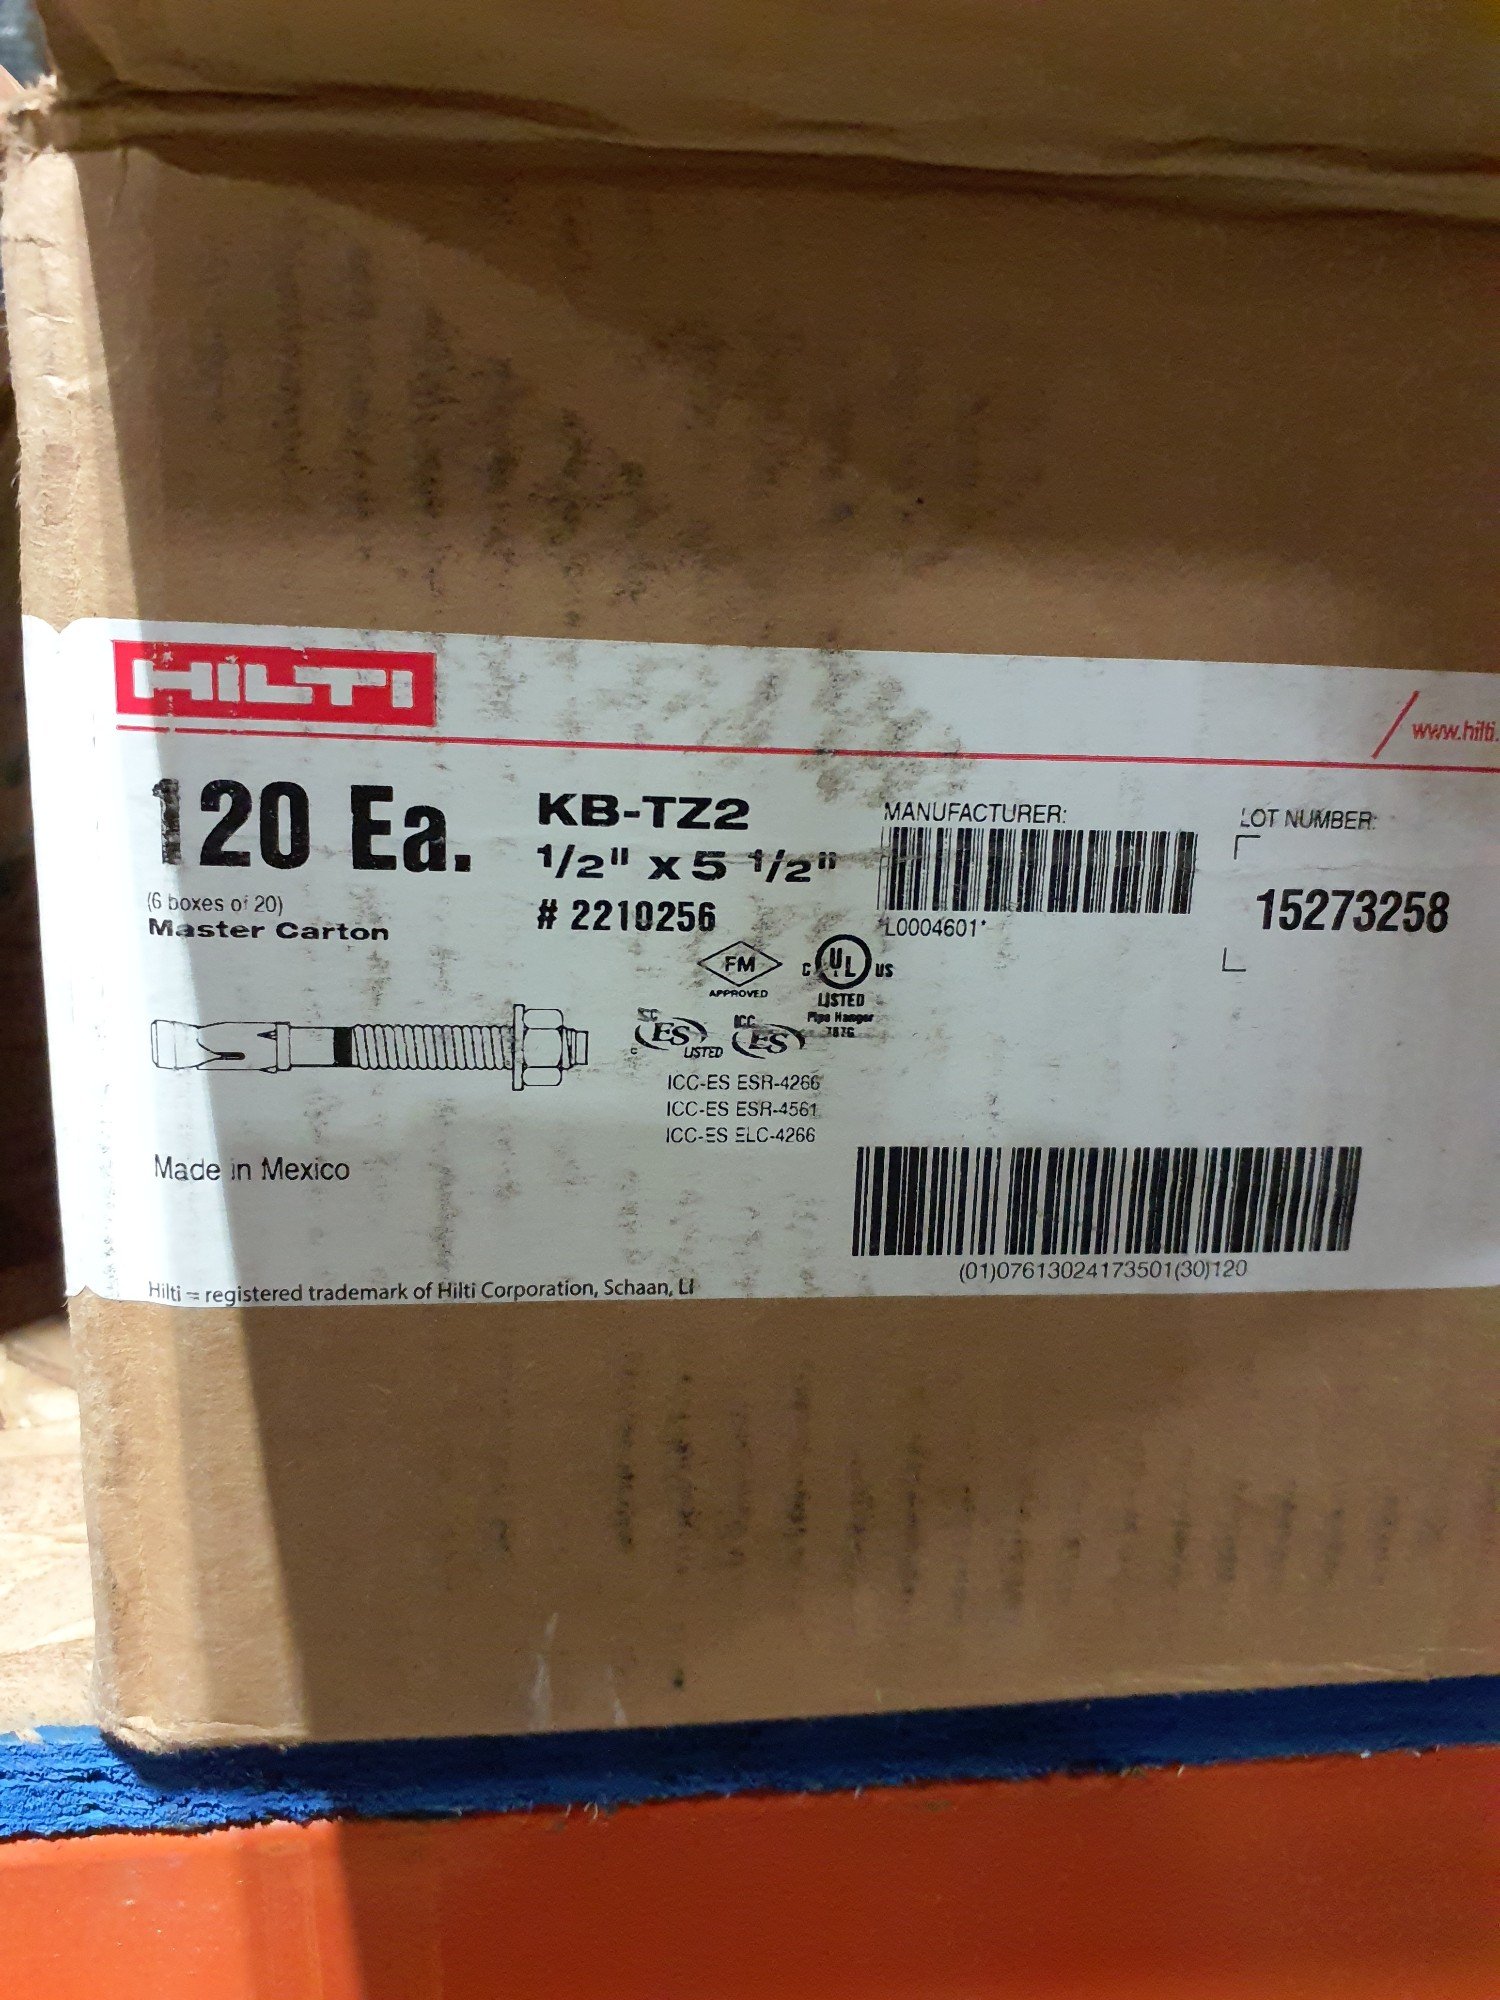 HILTI
www.hilti.
120 Ea.
(6 boxes of 20)
Master Carton
KB-TZ2
1/2" x 5 1/2"
# 2210256
MANUFACTURER:
*L0004601*
LOT NUMBER:
15273258
FM
APPROVED
C UL US
LISTED
Pipe Hanger
787G
ICC
ES
C LISTED
ICC
ES
ICC-ES ESR-4266
ICC-ES ESR-4561
ICC-ES ELC-4266
Made in Mexico
(01)07613024173501(30)120
Hilti = registered trademark of Hilti Corporation, Schaan, LI